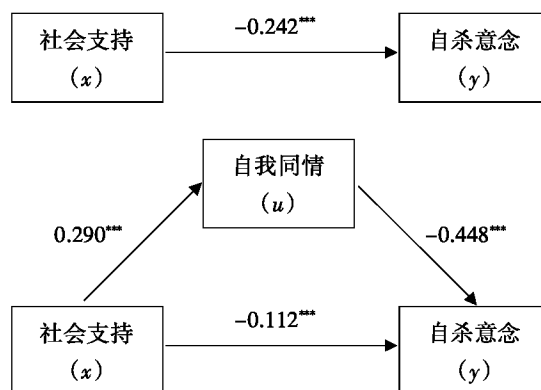 社会支持
(x)
-0.242***
自杀意念
(y)
自我同情
(u)
0.290***
-0.448***
社会支持
(x)
-0.112***
自杀意念
(y)